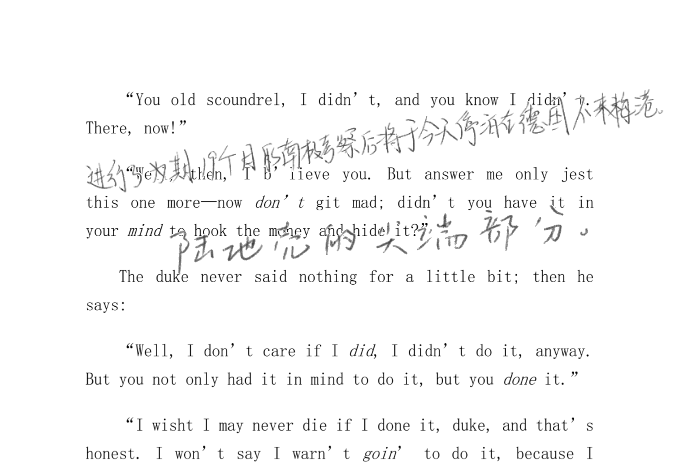 “You old scoundrel, I didn’t, and you know I didn’t.
There, now!”
进行了为期19个月的南极考察后将于今天停泊在德国不来梅港。
“Well, then, I b’lieve you. But answer me only jest
this one more—now don’t git mad; didn’t you have it in
your mind to hook the money and hide it?”
陆地壳的尖端部分。
The duke never said nothing for a little bit; then he
says:
“Well, I don’t care if I did, I didn’t do it, anyway.
But you not only had it in mind to do it, but you done it.”
“I wisht I may never die if I done it, duke, and that’s
honest. I won’t say I warn’t goin’ to do it, because I